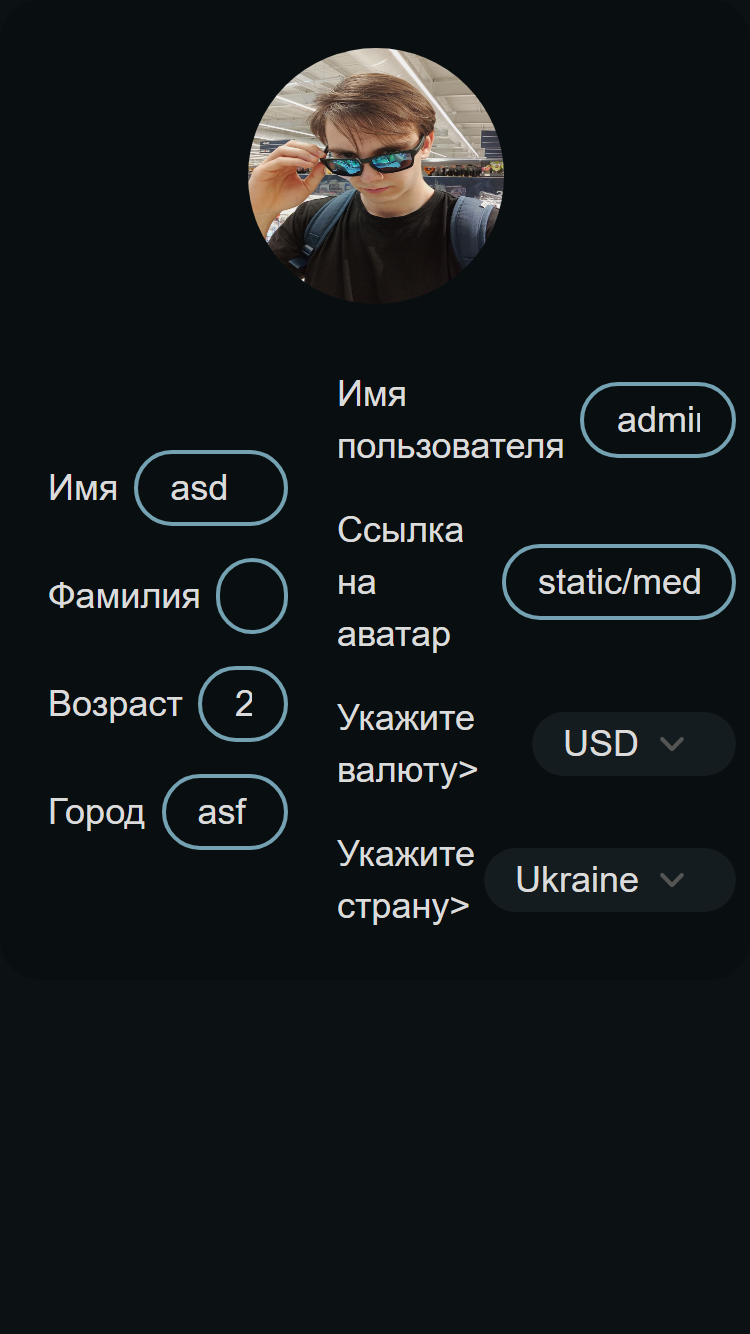 Имя asd
Фамилия
Возраст 2
Город asf
Имя
пользователя admi
Ссылка
на static/med
аватар
Укажите
валюту> USD
Укажите
страну> Ukraine